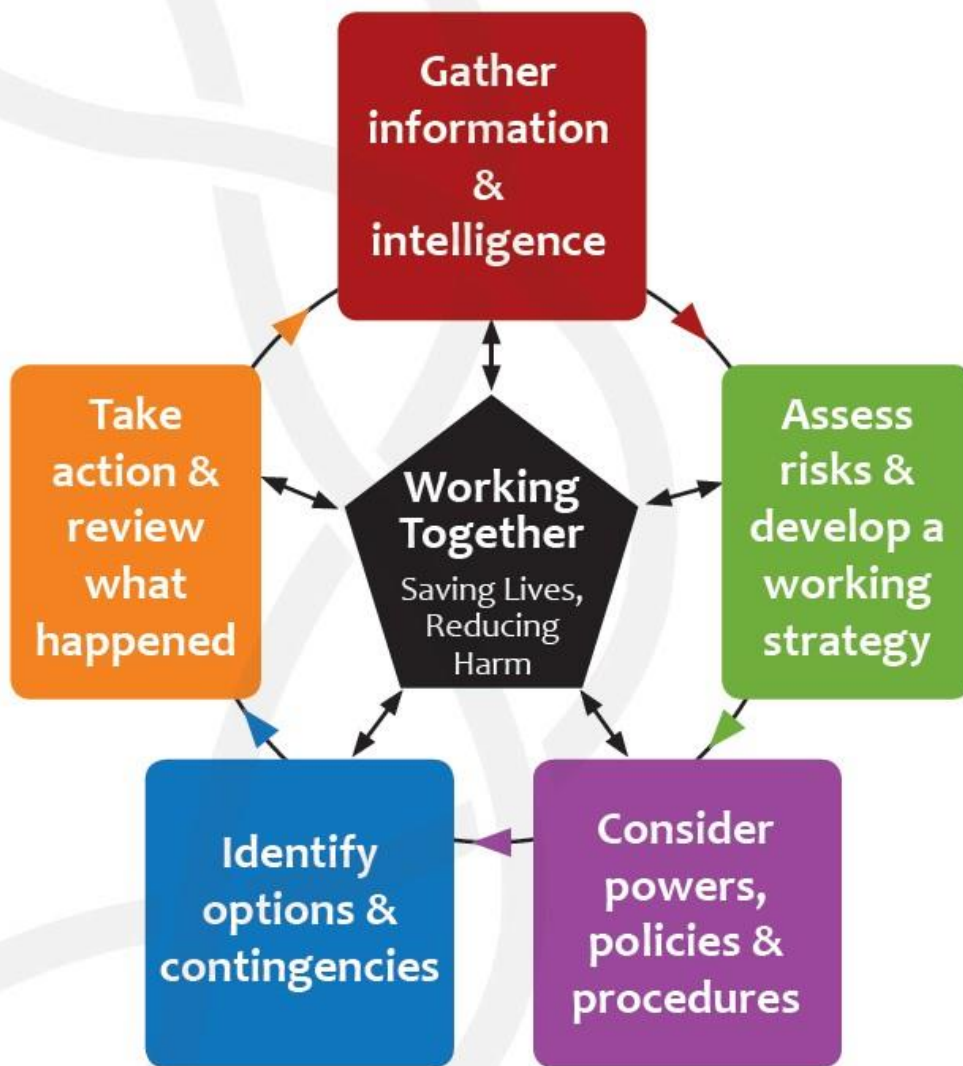 Gather
information
&
intelligence
Assess
risks &
develop a
working
strategy
Consider
powers,
policies &
procedures
Identify
options &
contingencies
Take
action &
review
what
happened
Working
Together
Saving Lives,
Reducing
Harm